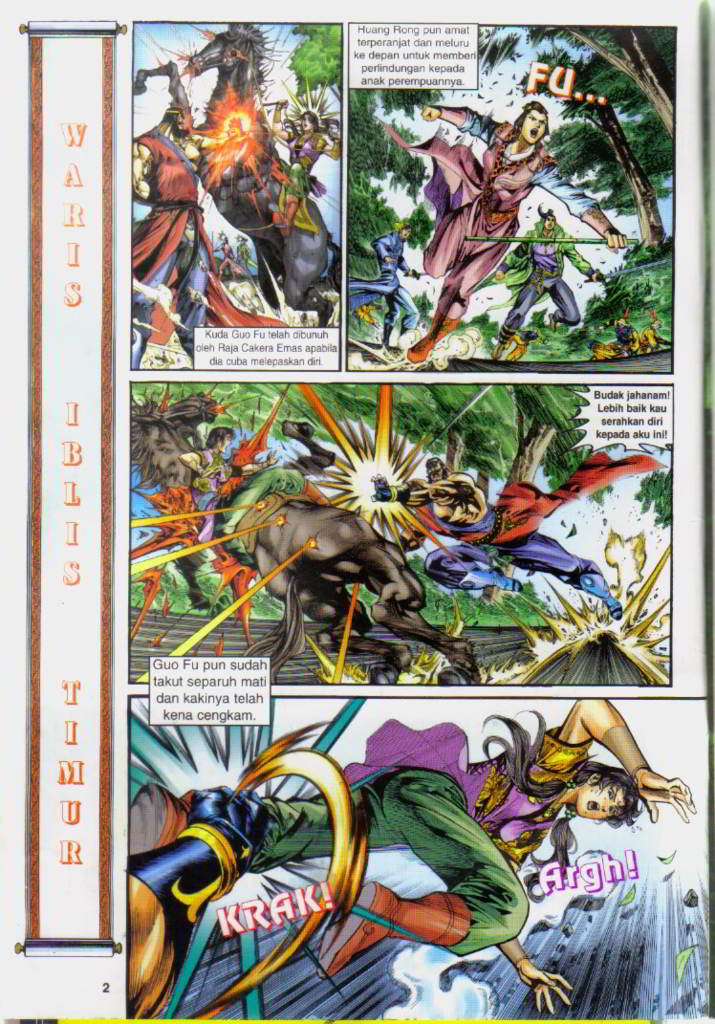 WARIS IBLIS TIMUR
Kuda Guo Fu telah dibunuh
oleh Raja Cakera Emas apabila
dia cuba melepaskan diri.
Huang Rong pun amat
terperanjat dan meluru
ke depan untuk memberi
perlindungan kepada
anak perempuannya.
FU...
Budak jahanam!
Lebih baik kau
serahkan diri
kepada aku ini!
Guo Fu pun sudah
takut separuh mati
dan kakinya telah
kena cengkam.
KRAK!
Argh!
2